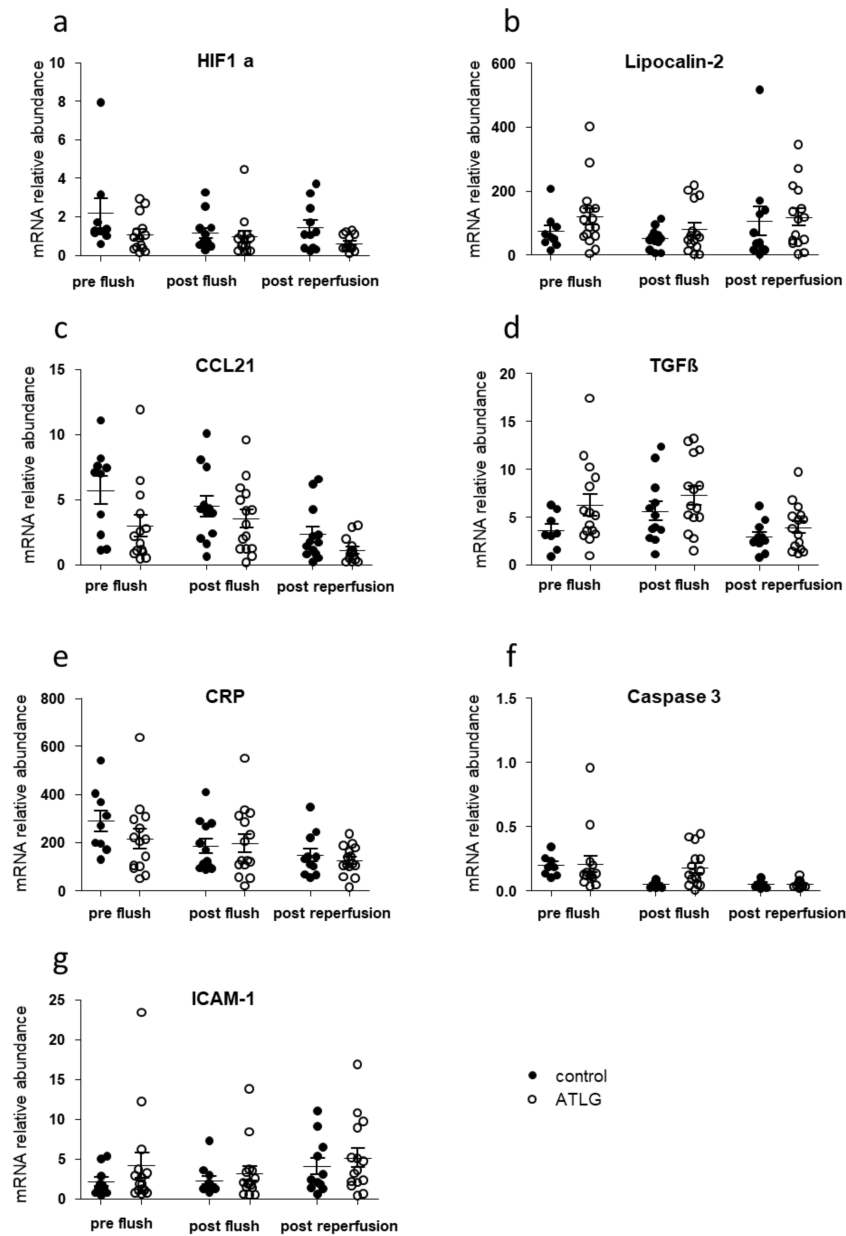 a
HIF1 a
mRNA relative abundance
10
8
6
4
2
0
pre flush post flush post reperfusion
b
Lipocalin-2
mRNA relative abundance
600
400
200
0
pre flush post flush post reperfusion
c
CCL21
mRNA relative abundance
15
10
5
0
pre flush post flush post reperfusion
d
TGFß
mRNA relative abundance
20
15
10
5
0
pre flush post flush post reperfusion
e
CRP
mRNA relative abundance
800
600
400
200
0
pre flush post flush post reperfusion
f
Caspase 3
mRNA relative abundance
1.5
1.0
0.5
0.0
pre flush post flush post reperfusion
g
ICAM-1
mRNA relative abundance
25
20
15
10
5
0
pre flush post flush post reperfusion
control
ATLG